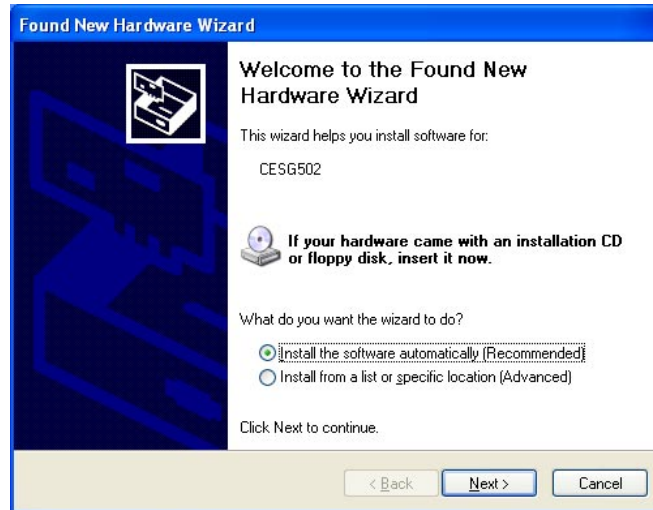 Found New Hardware Wizard
Welcome to the Found New
Hardware Wizard
This wizard helps you install software for:
CESG502
If your hardware came with an installation CD
or floppy disk, insert it now.
What do you want the wizard to do?
Install the software automatically (Recommended)
Install from a list or specific location (Advanced)
Click Next to continue.
< Back Next > Cancel